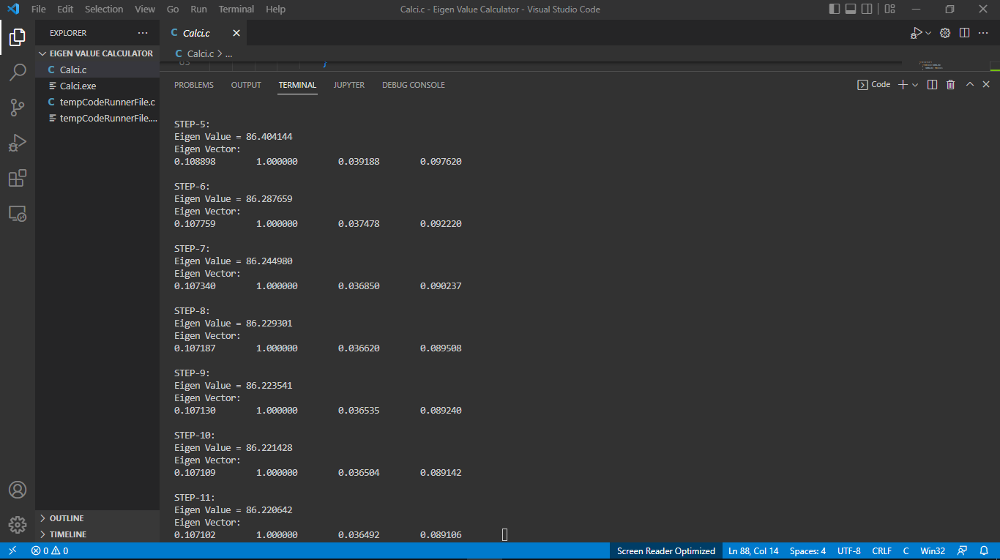 File Edit Selection View Go Run Terminal Help
Calci.c - Eigen Value Calculator - Visual Studio Code
EXPLORER
EIGEN VALUE CALCULATOR
C Calci.c
Calci.exe
C tempCodeRunnerFile.c
tempCodeRunnerFile....
OUTLINE
TIMELINE
C Calci.c
C Calci.c > ...
PROBLEMS OUTPUT TERMINAL JUPYTER DEBUG CONSOLE
Code
STEP-5:
Eigen Value = 86.404144
Eigen Vector:
0.108898 1.000000 0.039188 0.097620
STEP-6:
Eigen Value = 86.287659
Eigen Vector:
0.107759 1.000000 0.037478 0.092220
STEP-7:
Eigen Value = 86.244980
Eigen Vector:
0.107340 1.000000 0.036850 0.090237
STEP-8:
Eigen Value = 86.229301
Eigen Vector:
0.107187 1.000000 0.036620 0.089508
STEP-9:
Eigen Value = 86.223541
Eigen Vector:
0.107130 1.000000 0.036535 0.089240
STEP-10:
Eigen Value = 86.221428
Eigen Vector:
0.107109 1.000000 0.036504 0.089142
STEP-11:
Eigen Value = 86.220642
Eigen Vector:
0.107102 1.000000 0.036492 0.089106
0 0
Screen Reader Optimized Ln 88, Col 14 Spaces: 4 UTF-8 CRLF C Win32